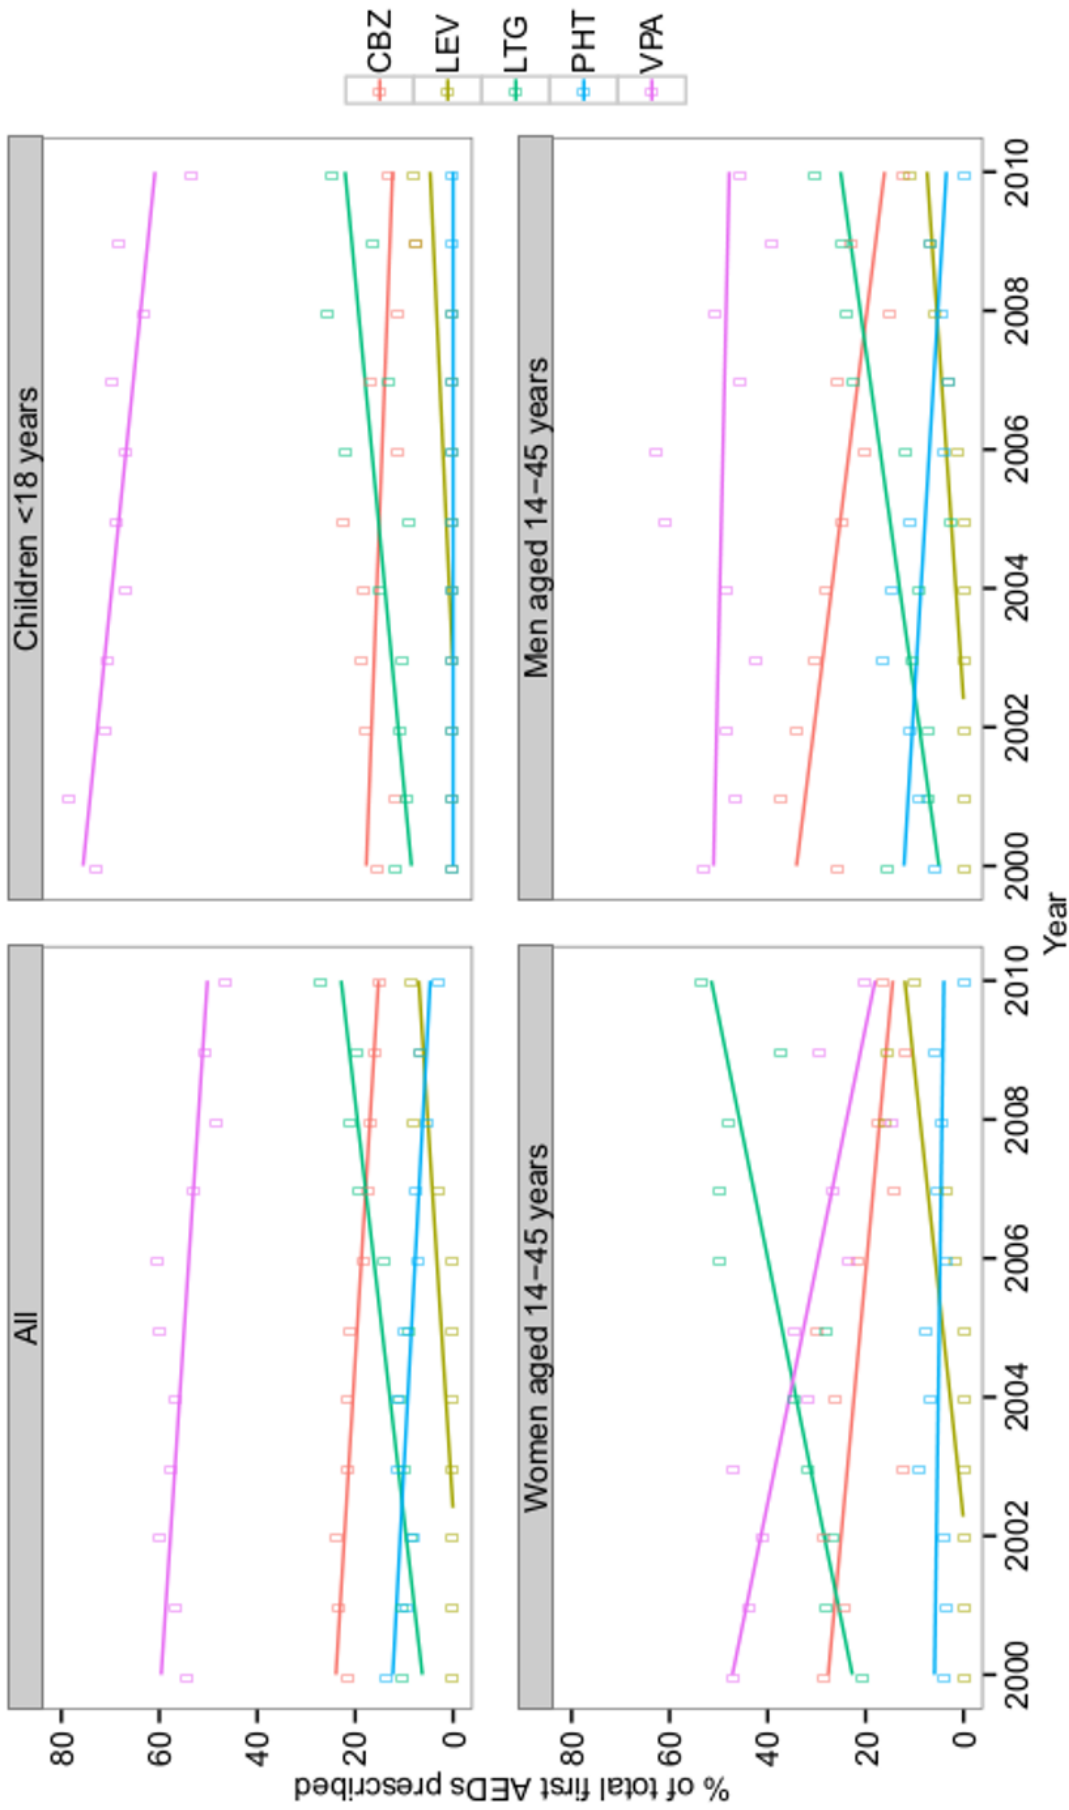 All
Children <18 years
80
60
40
20
0
Women aged 14−45 years
Men aged 14−45 years
80
60
40
20
0
2000
2002
2004
2006
2008
2010
2000
2002
2004
2006
2008
2010
Year
% of total first AEDs prescribed
CBZ
LEV
LTG
PHT
VPA